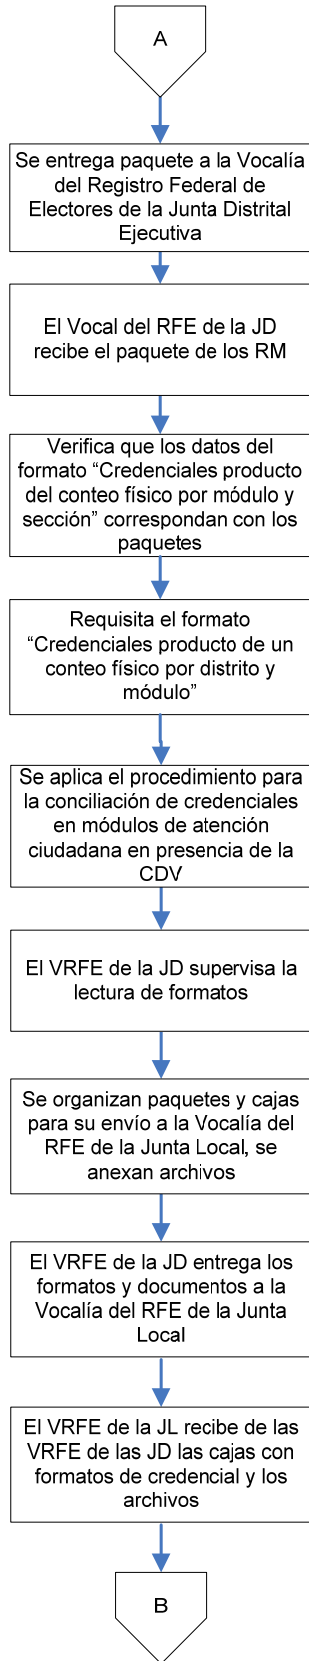 A
Se entrega paquete a la Vocalía
del Registro Federal de
Electores de la Junta Distrital
Ejecutiva
El Vocal del RFE de la JD
recibe el paquete de los RM
Verifica que los datos del
formato “Credenciales producto
del conteo físico por módulo y
sección” correspondan con los
paquetes
Requisita el formato
“Credenciales producto de un
conteo físico por distrito y
módulo”
Se aplica el procedimiento para
la conciliación de credenciales
en módulos de atención
ciudadana en presencia de la
CDV
El VRFE de la JD supervisa la
lectura de formatos
Se organizan paquetes y cajas
para su envío a la Vocalía del
RFE de la Junta Local, se
anexan archivos
El VRFE de la JD entrega los
formatos y documentos a la
Vocalía del RFE de la Junta
Local
El VRFE de la JL recibe de las
VRFE de las JD las cajas con
formatos de credencial y los
archivos
B